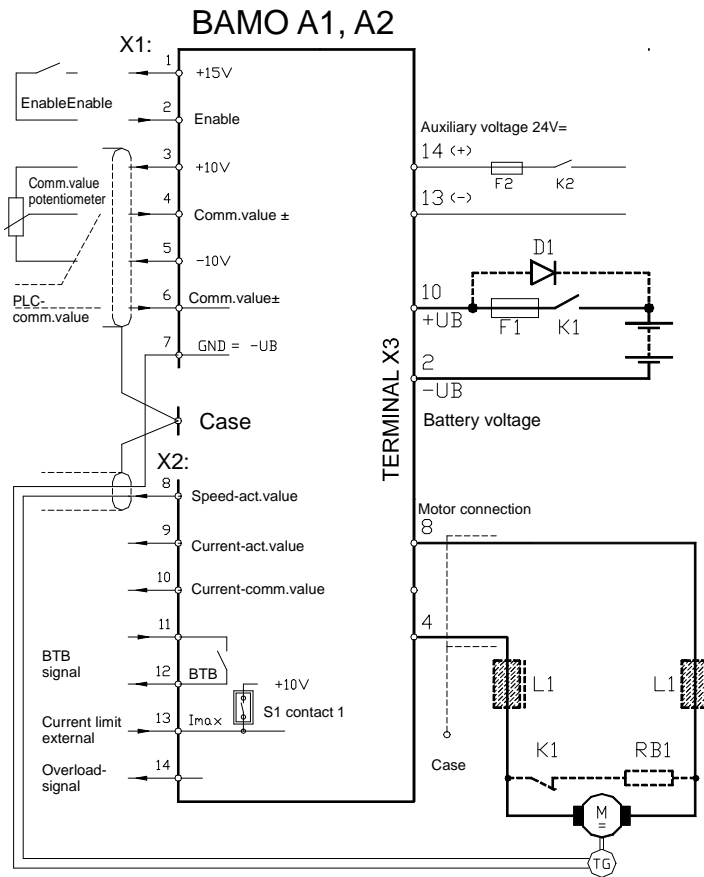 BAMO A1, A2
X1:
1
+15V
EnableEnable
2
Enable
3
+10V
Comm.value
potentiometer
4
Comm.value ±
5
-10V
PLC-
comm.value
6
Comm.value±
7
GND = -UB
Case
X2:
8
Speed-act.value
9
Current-act.value
10
Current-comm.value
11
BTB
signal
12
BTB
+10V
S1 contact 1
Current limit
external
13
Imax
Overload-
signal
14
TERMINAL X3
Auxiliary voltage 24V=
14 (+)
F2
K2
13 (-)
D1
10
+UB
F1
K1
2
-UB
Battery voltage
Motor connection
8
4
L1
L1
Case
K1
RB1
M
=
TG